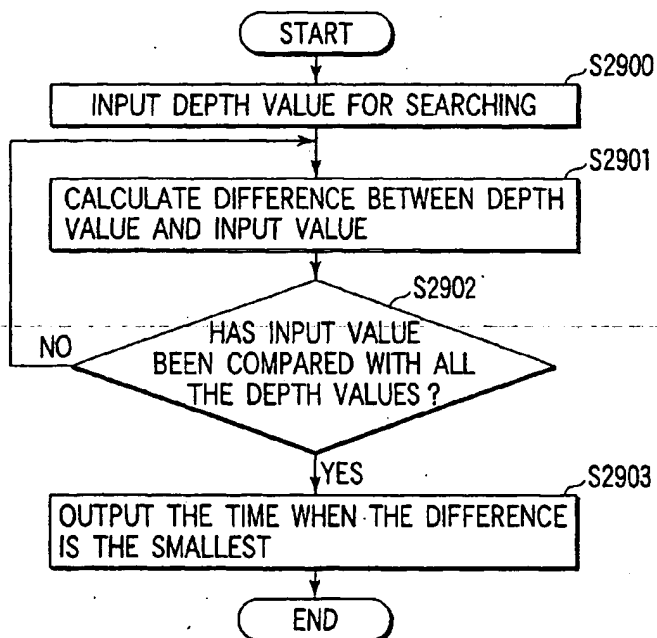 START
S2900
INPUT DEPTH VALUE FOR SEARCHING
S2901
CALCULATE DIFFERENCE BETWEEN DEPTH
VALUE AND INPUT VALUE
S2902
HAS INPUT VALUE
BEEN COMPARED WITH ALL
THE DEPTH VALUES?
NO
YES
S2903
OUTPUT THE TIME WHEN THE DIFFERENCE
IS THE SMALLEST
END